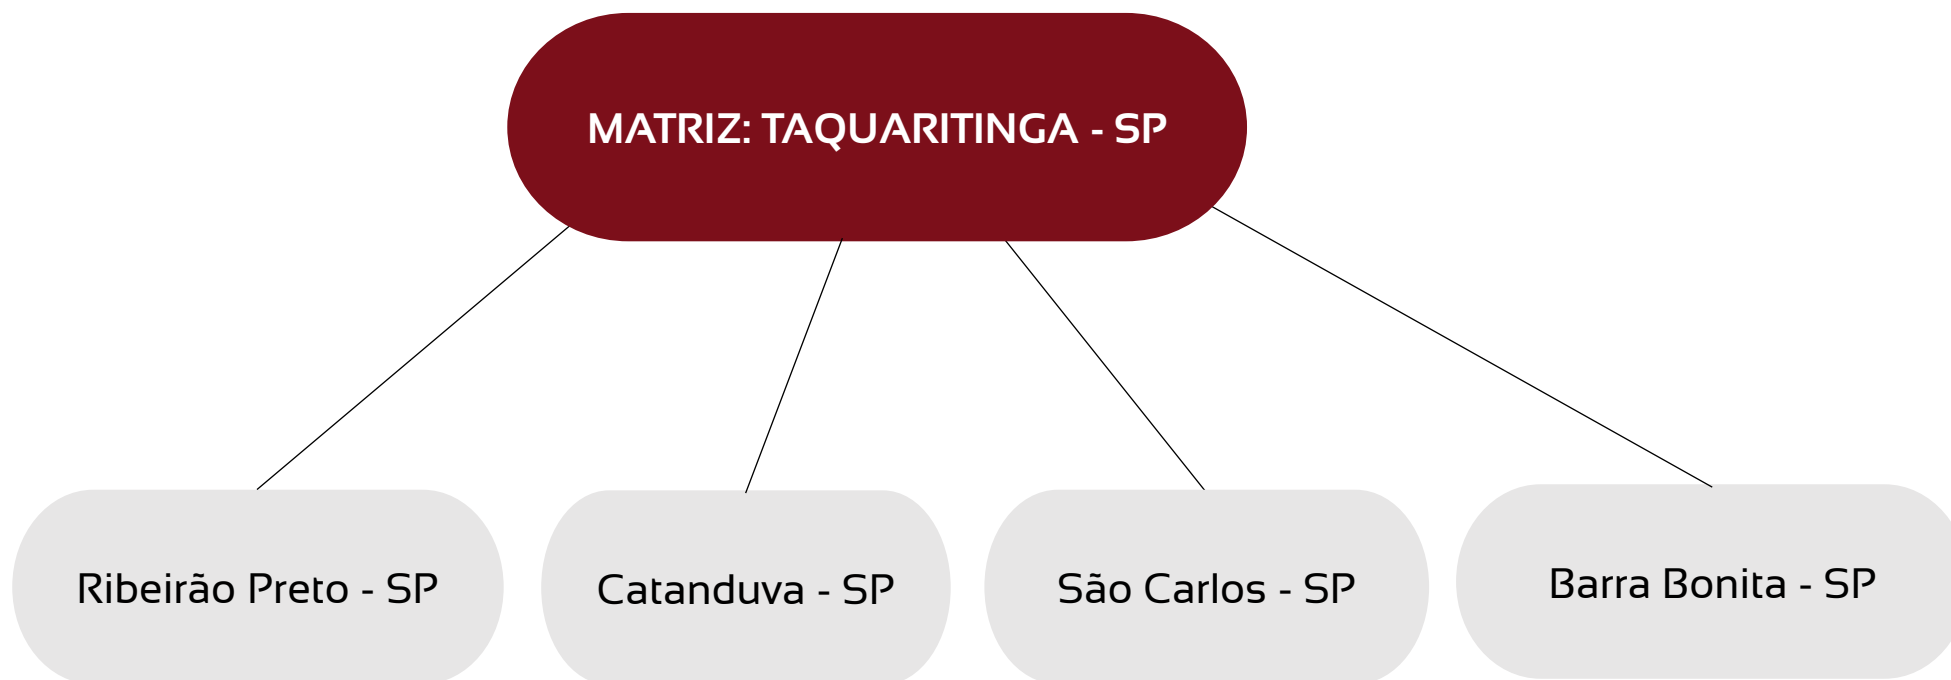 MATRIZ: TAQUARITINGA - SP
Ribeirão Preto - SP
Catanduva - SP
São Carlos - SP
Barra Bonita - SP